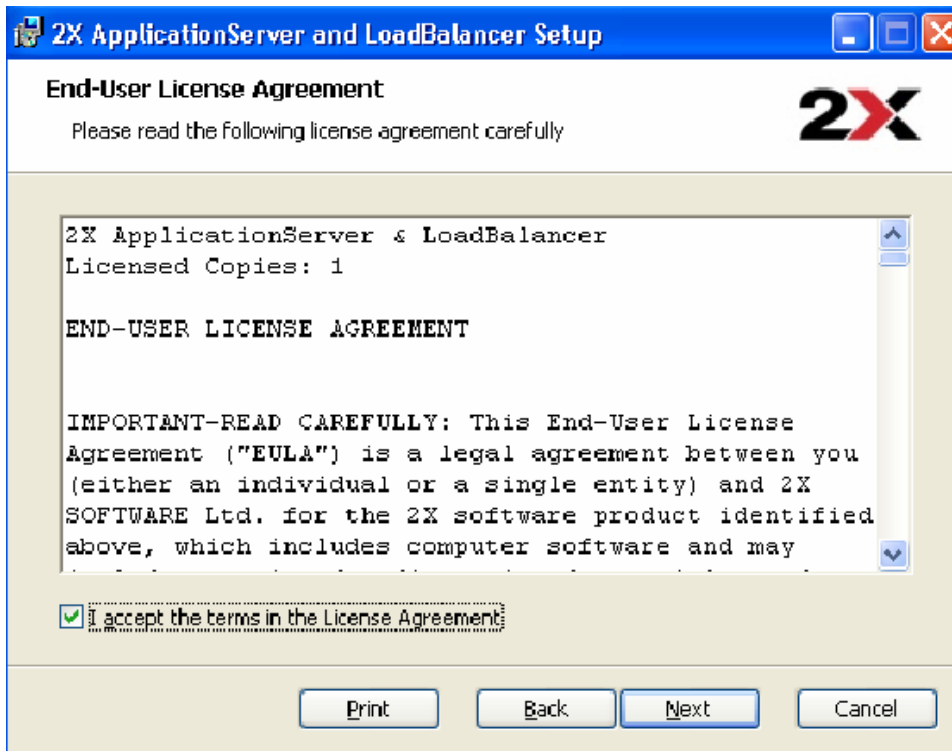 2X ApplicationServer and LoadBalancer Setup
End-User License Agreement
Please read the following license agreement carefully
2X
2X ApplicationServer & LoadBalancer
Licensed Copies: 1
END-USER LICENSE AGREEMENT
IMPORTANT-READ CAREFULLY: This End-User License
Agreement ("EULA") is a legal agreement between you
(either an individual or a single entity) and 2X
SOFTWARE Ltd. for the 2X software product identified
above, which includes computer software and may
I accept the terms in the License Agreement
Print
Back
Next
Cancel